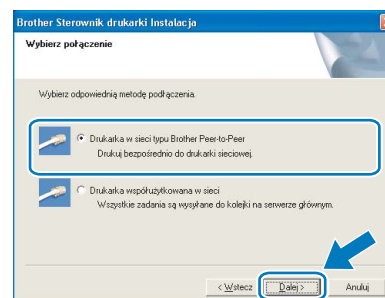 Brother Sterownik drukarki Instalacja
Wybierz połączenie
Wybierz odpowiednią metodę podłączenia.
Drukarka w sieci typu Brother Peer-to-Peer
Drukuj bezpośrednio do drukarki sieciowej.
Drukarka współużytkowana w sieci
Wszystkie zadania są wysyłane do kolejki na serwerze głównym.
< Wstecz Dalej > Anuluj